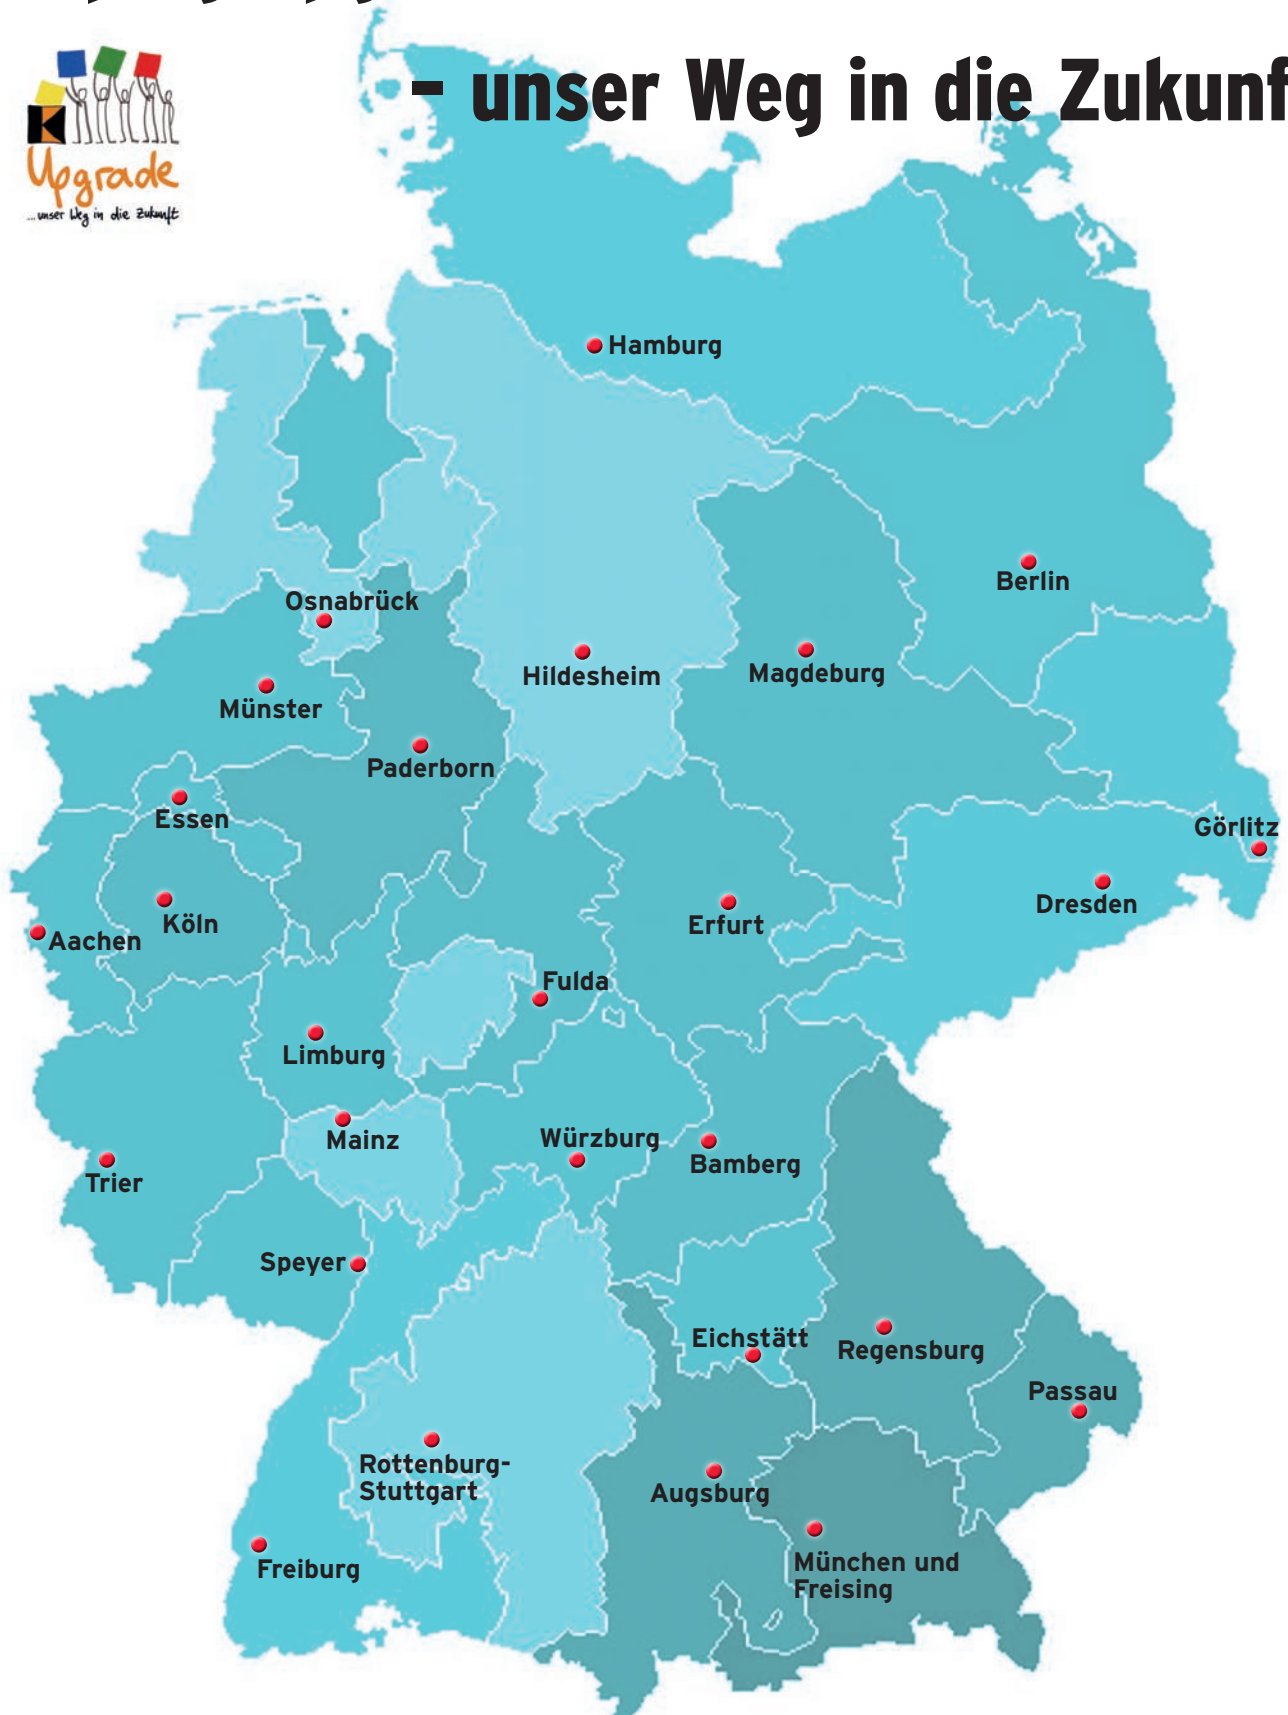 - unser Weg in die Zukunf
K
Upgrade
...unser Weg in die Zukunft
Hamburg
Berlin
Osnabrück
Hildesheim
Magdeburg
Münster
Paderborn
Essen
Görlitz
Dresden
Köln
Erfurt
Aachen
Fulda
Limburg
Mainz
Würzburg
Bamberg
Trier
Speyer
Eichstätt
Regensburg
Passau
Rottenburg-
Stuttgart
Augsburg
München und
Freising
Freiburg